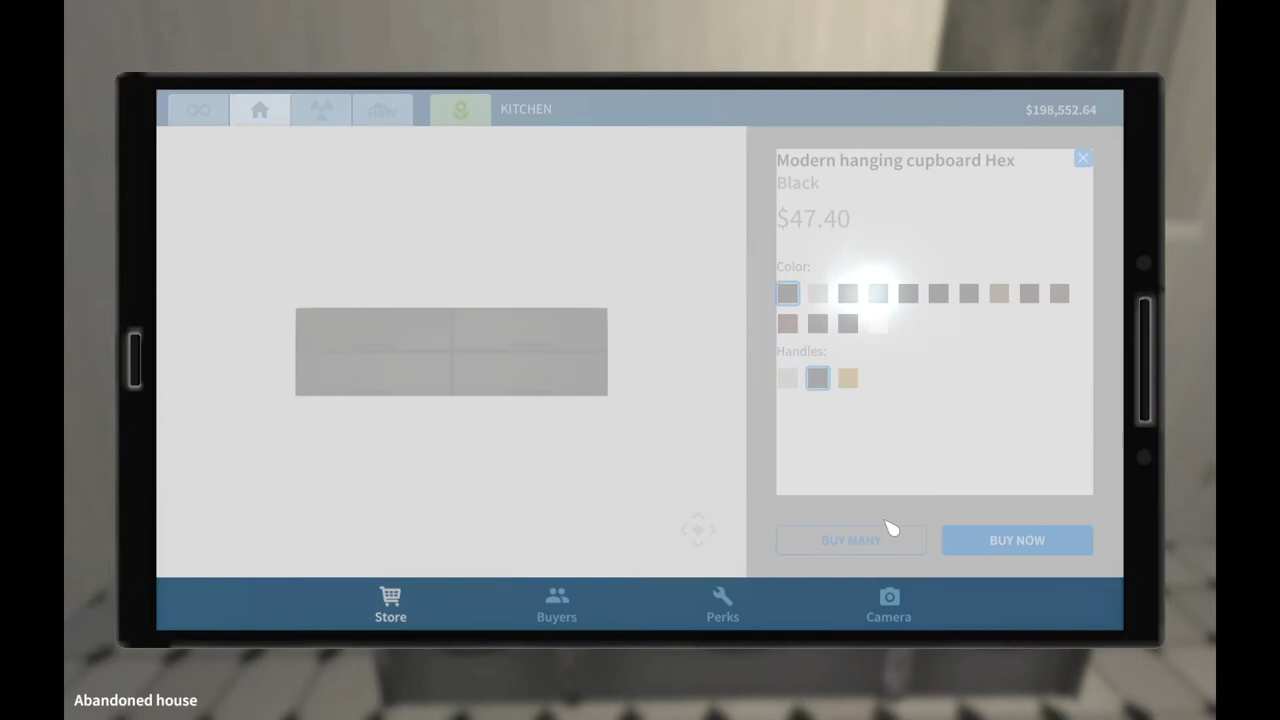 KITCHEN
$198,552.64
Modern hanging cupboard Hex
Black
$47.40
Color:
Handles:
BUY MANY
BUY NOW
Store
Buyers
Perks
Camera
Abandoned house